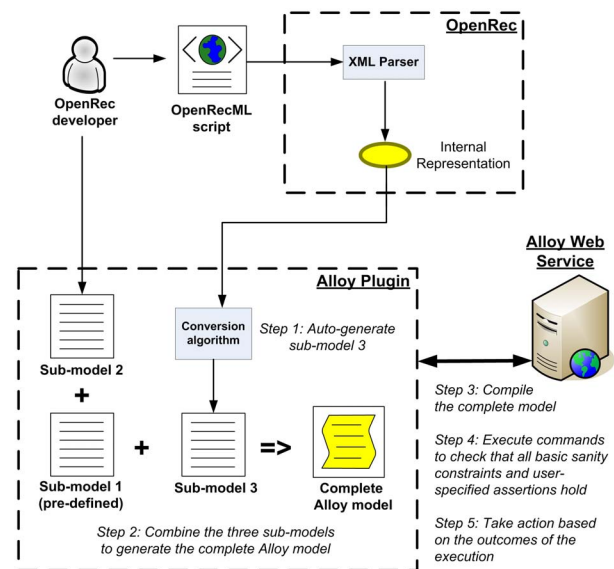 OpenRec
XML Parser
OpenRec
developer
OpenRecML
script
Internal
Representation
Alloy Web
Service
Alloy Plugin
Conversion
algorithm
Step 1: Auto-generate
sub-model 3
Sub-model 2
+
Step 3: Compile
the complete model
Step 4: Execute commands
to check that all basic sanity
constraints and user-
specified assertions hold
Step 5: Take action based
on the outcomes of the
execution
+
=>
Sub-model 1
(pre-defined)
Sub-model 3
Complete
Alloy model
Step 2: Combine the three sub-models
to generate the complete Alloy model